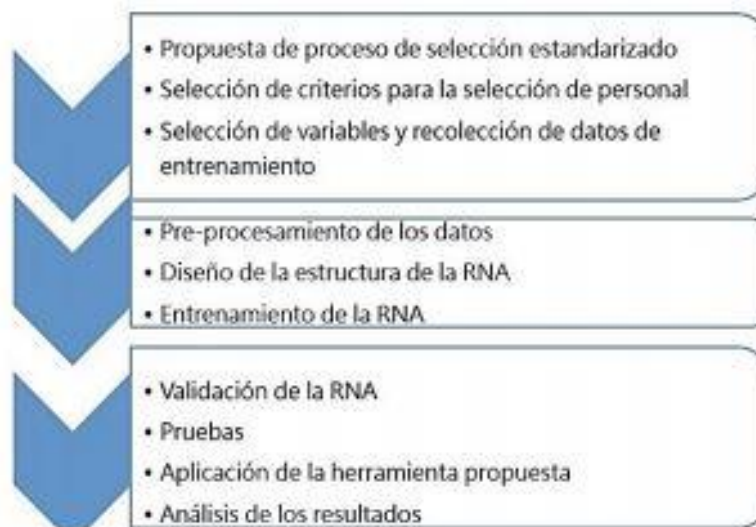 • Propuesta de proceso de selección estandarizado
• Selección de criterios para la selección de personal
• Selección de variables y recolección de datos de
entrenamiento
• Pre-procesamiento de los datos
• Diseño de la estructura de la RNA
• Entrenamiento de la RNA
• Validación de la RNA
• Pruebas
• Aplicación de la herramienta propuesta
• Análisis de los resultados